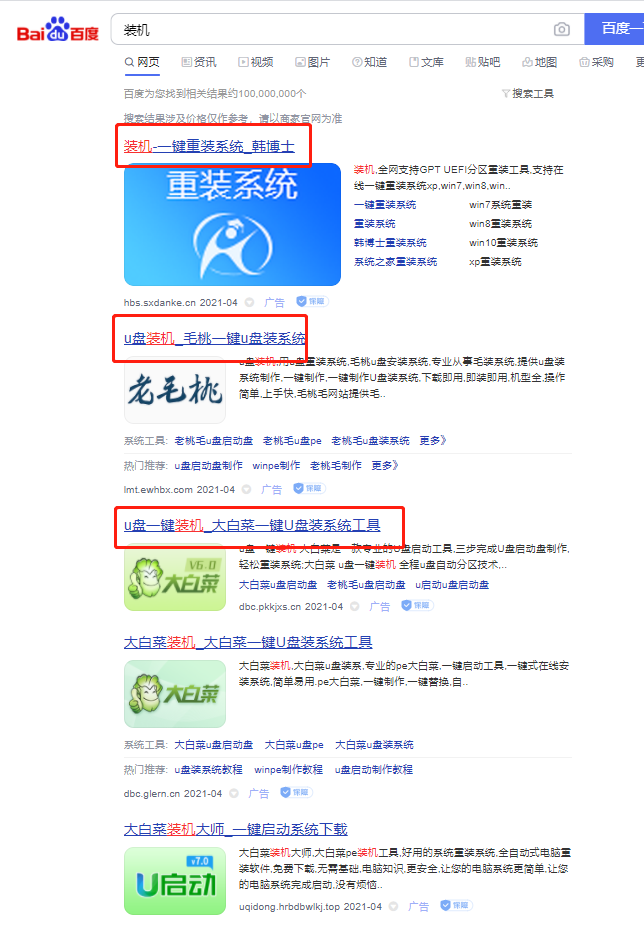 Bai du 百度
装机
百度一
网页 资讯 视频 图片 知道 文库 贴吧 地图 采购
百度为您找到相关结果约100,000,000个
搜索工具
搜索结果涉及价格仅作参考，请以商家官网为准
装机-一键重装系统_韩博士
重装系统
装机,全网支持GPT UEFI分区重装工具,支持在
线一键重装系统xp,win7,win8,win..
一键重装系统 win7系统重装
重装系统 win8重装系统
韩博士重装系统 win10重装系统
系统之家重装系统 xp重装系统
hbs.sxdanke.cn 2021-04 广告 保障
u盘装机_毛桃一键u盘装系统
老毛桃
u盘装机,用u盘重装系统,毛桃u盘安装系统,专业从事毛装系统,提供u盘装
系统制作,一键制作,一键制作U盘装系统,下载即用,即装即用,机型全,操作
简单,上手快,毛桃毛网站提供毛..
系统工具: 老桃毛u盘启动盘 老桃毛u盘pe 老桃毛u盘装系统 更多》
热门推荐: u盘启动盘制作 winpe制作 老桃毛制作 更多》
lmt.ewhbx.com 2021-04 广告 保障
u盘一键装机_大白菜一键U盘装系统工具
V6.0
大白菜
u盘一键装机 大白菜是一款专业的U盘启动工具,三步完成U盘启动盘制作,
轻松重装系统;大白菜 u盘一键装机 全程u盘自动分区技术,..
大白菜u盘启动盘 老桃毛u盘启动盘 u启动u盘启动盘
dbc.pkkjxs.cn 2021-04 广告 保障
大白菜装机_大白菜一键U盘装系统工具
大白菜
大白菜装机,大白菜u盘装系,专业的pe大白菜,一键启动工具,一键式在线安
装系统,简单易用.pe大白菜,一键制作,一键替换,自..
系统工具: 大白菜u盘启动盘 大白菜u盘pe 大白菜u盘装系统
热门推荐: u盘装系统教程 winpe制作教程 u盘启动制作教程
dbc.glern.cn 2021-04 广告 保障
大白菜装机大师_一键启动系统下载
v7.0
U启动
大白菜装机大师,大白菜pe装机工具,好用的系统重装系统,全自动式电脑重
装软件,免费下载,无需基础,电脑知识,更安全,让您的电脑系统更简单,让您
的电脑系统完成启动,没有烦恼..
uqidong.hrbdbwlkj.top 2021-04 广告 保障